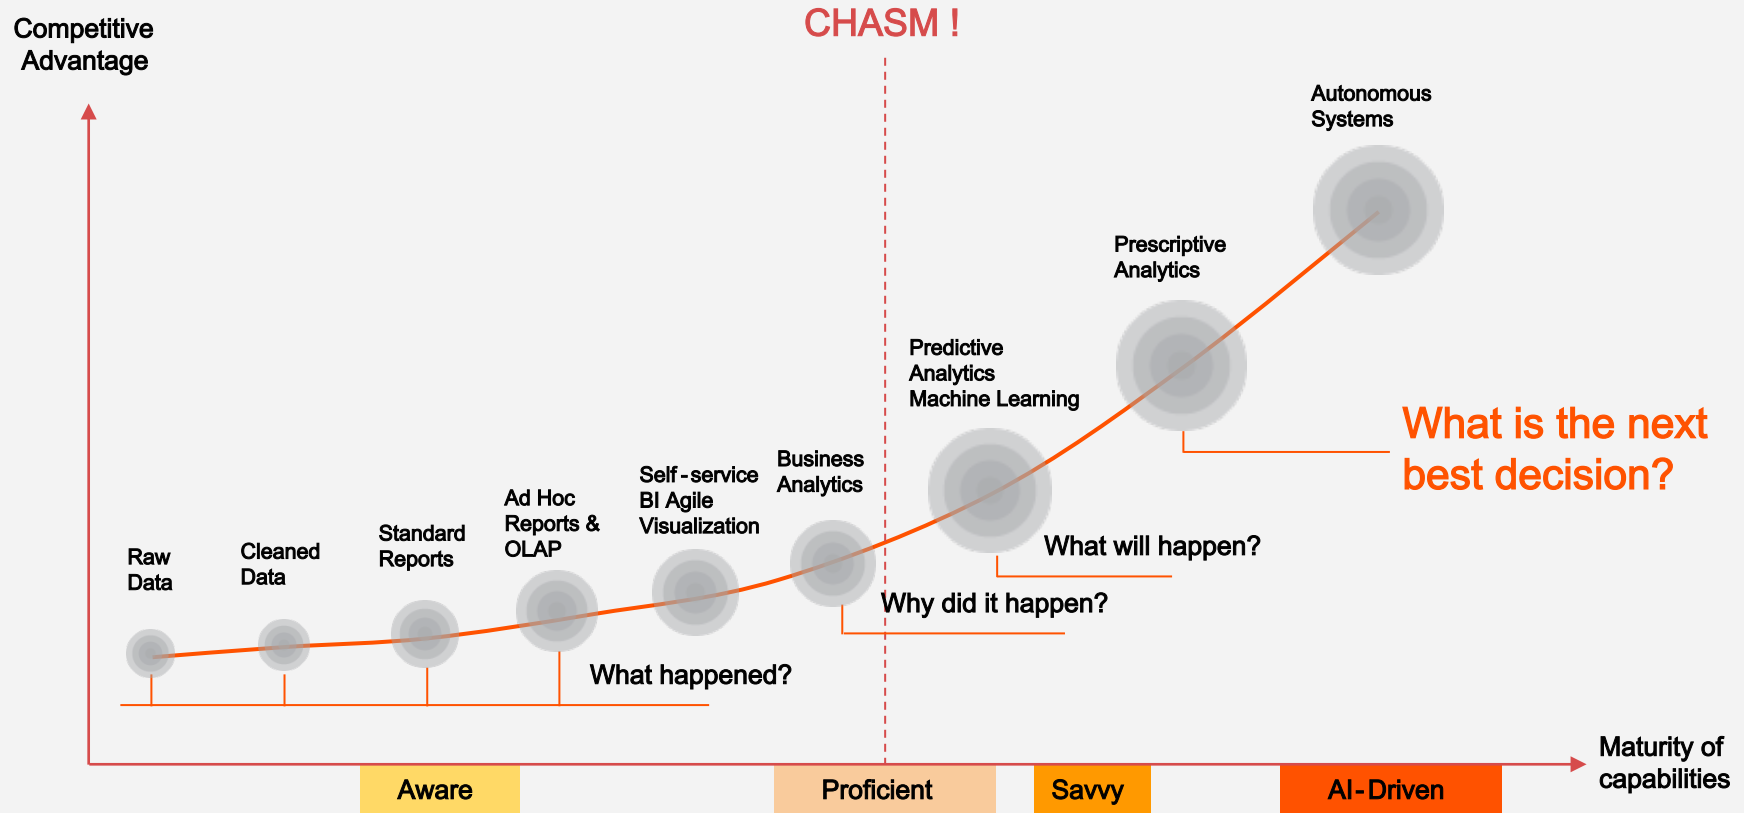 Competitive
Advantage
CHASM !
Autonomous
Systems
Prescriptive
Analytics
Predictive
Analytics
Machine Learning
What is the next
best decision?
Business
Analytics
Self-service
BI Agile
Visualization
Ad Hoc
Reports &
OLAP
Standard
Reports
Cleaned
Data
Raw
Data
What will happen?
Why did it happen?
What happened?
Maturity of
capabilities
Aware
Proficient
Savvy
AI-Driven